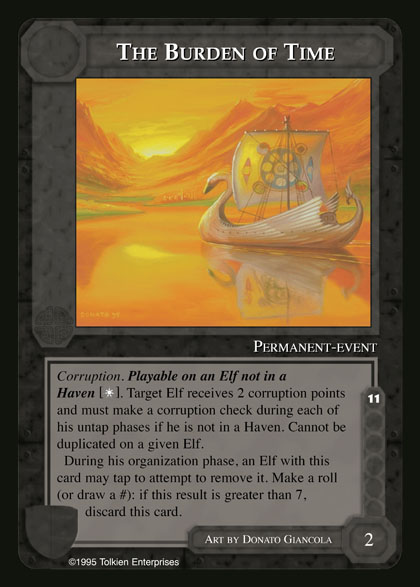 THE BURDEN OF TIME
DONATO 95
PERMANENT-EVENT
Corruption. Playable on an Elf not in a
Haven [☀]. Target Elf receives 2 corruption points
and must make a corruption check during each of
his untap phases if he is not in a Haven. Cannot be
duplicated on a given Elf.
During his organization phase, an Elf with this
card may tap to attempt to remove it. Make a roll
(or draw a #): if this result is greater than 7,
discard this card.
11
ART BY DONATO GIANCOLA
2
©1995 Tolkien Enterprises